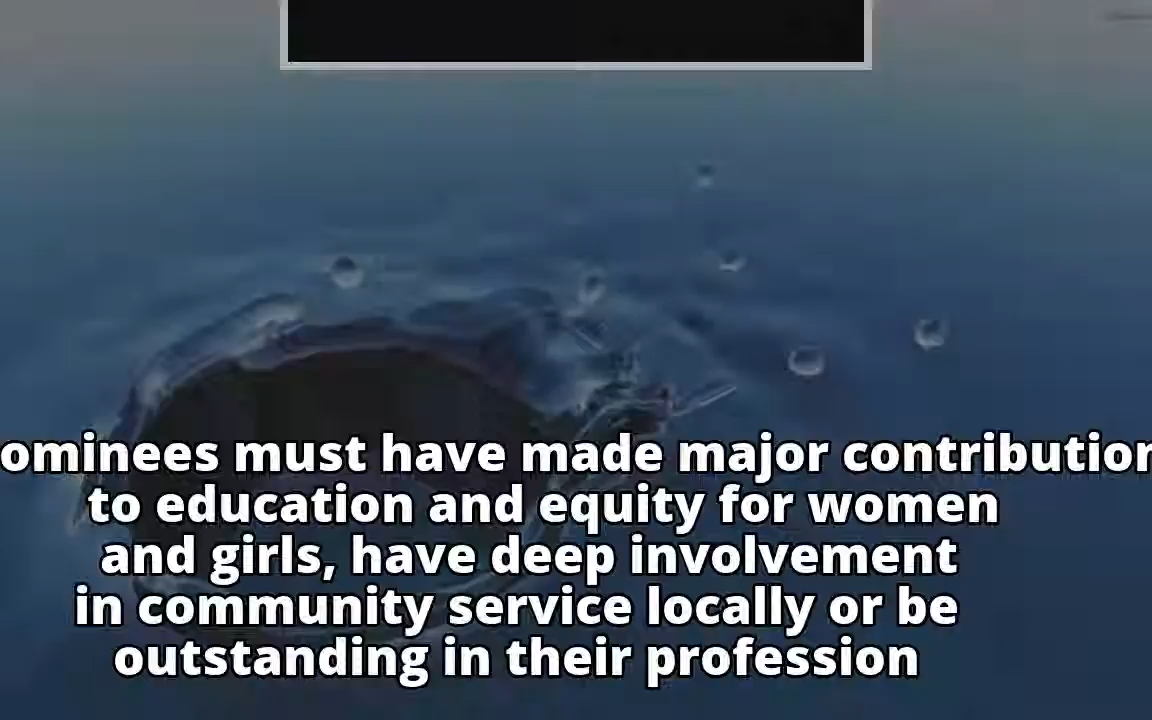 ominees must have made major contribution
to education and equity for women
and girls, have deep involvement
in community service locally or be
outstanding in their profession